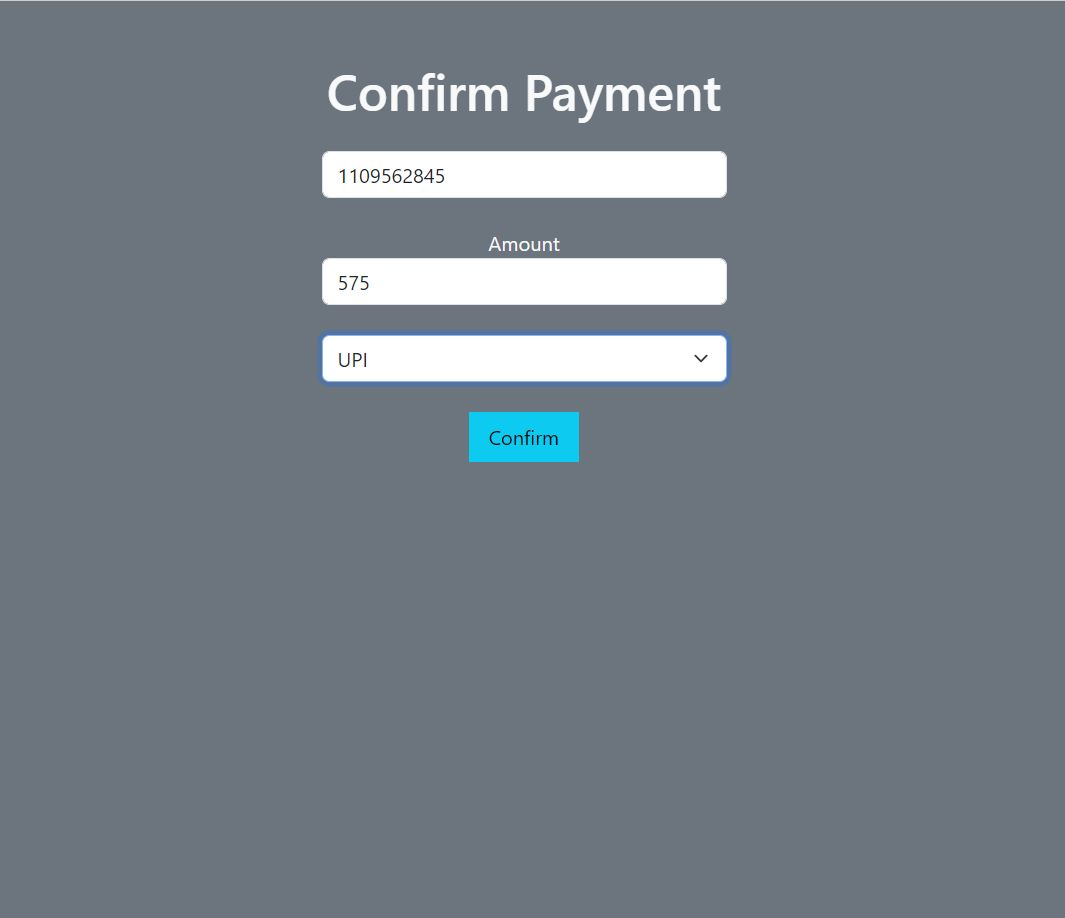 Confirm Payment
1109562845
Amount
575
UPI
Confirm